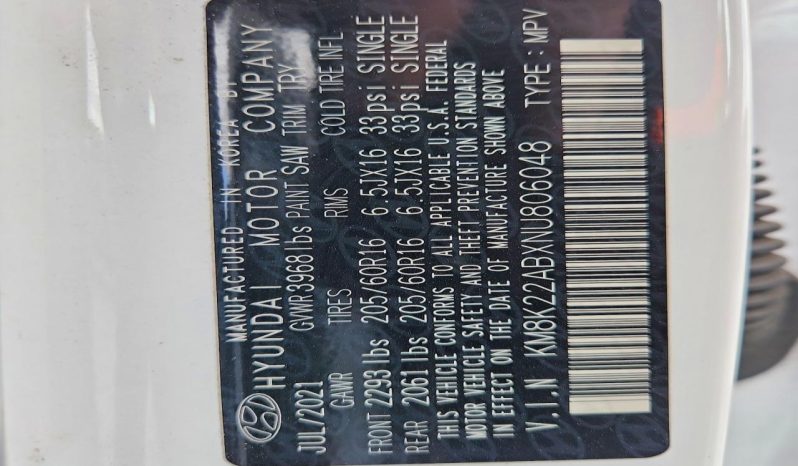 MANUFACTURED IN KOREA BY
HYUNDAI MOTOR COMPANY
JUL/2021 GVWR3968 lbs PAINT SAW TRIM TRY
GAWR TIRES RIMS COLD TIRE INFL
FRONT 2293 lbs 205/60R16 6.5JX16 33psi SINGLE
REAR 2061 lbs 205/60R16 6.5JX16 33psi SINGLE
THIS VEHICLE CONFORMS TO ALL APPLICABLE U.S.A. FEDERAL
MOTOR VEHICLE SAFETY AND THEFT PREVENTION STANDARDS
IN EFFECT ON THE DATE OF MANUFACTURE SHOWN ABOVE
V.I.N KM8K22ABXNU806048 TYPE : MPV